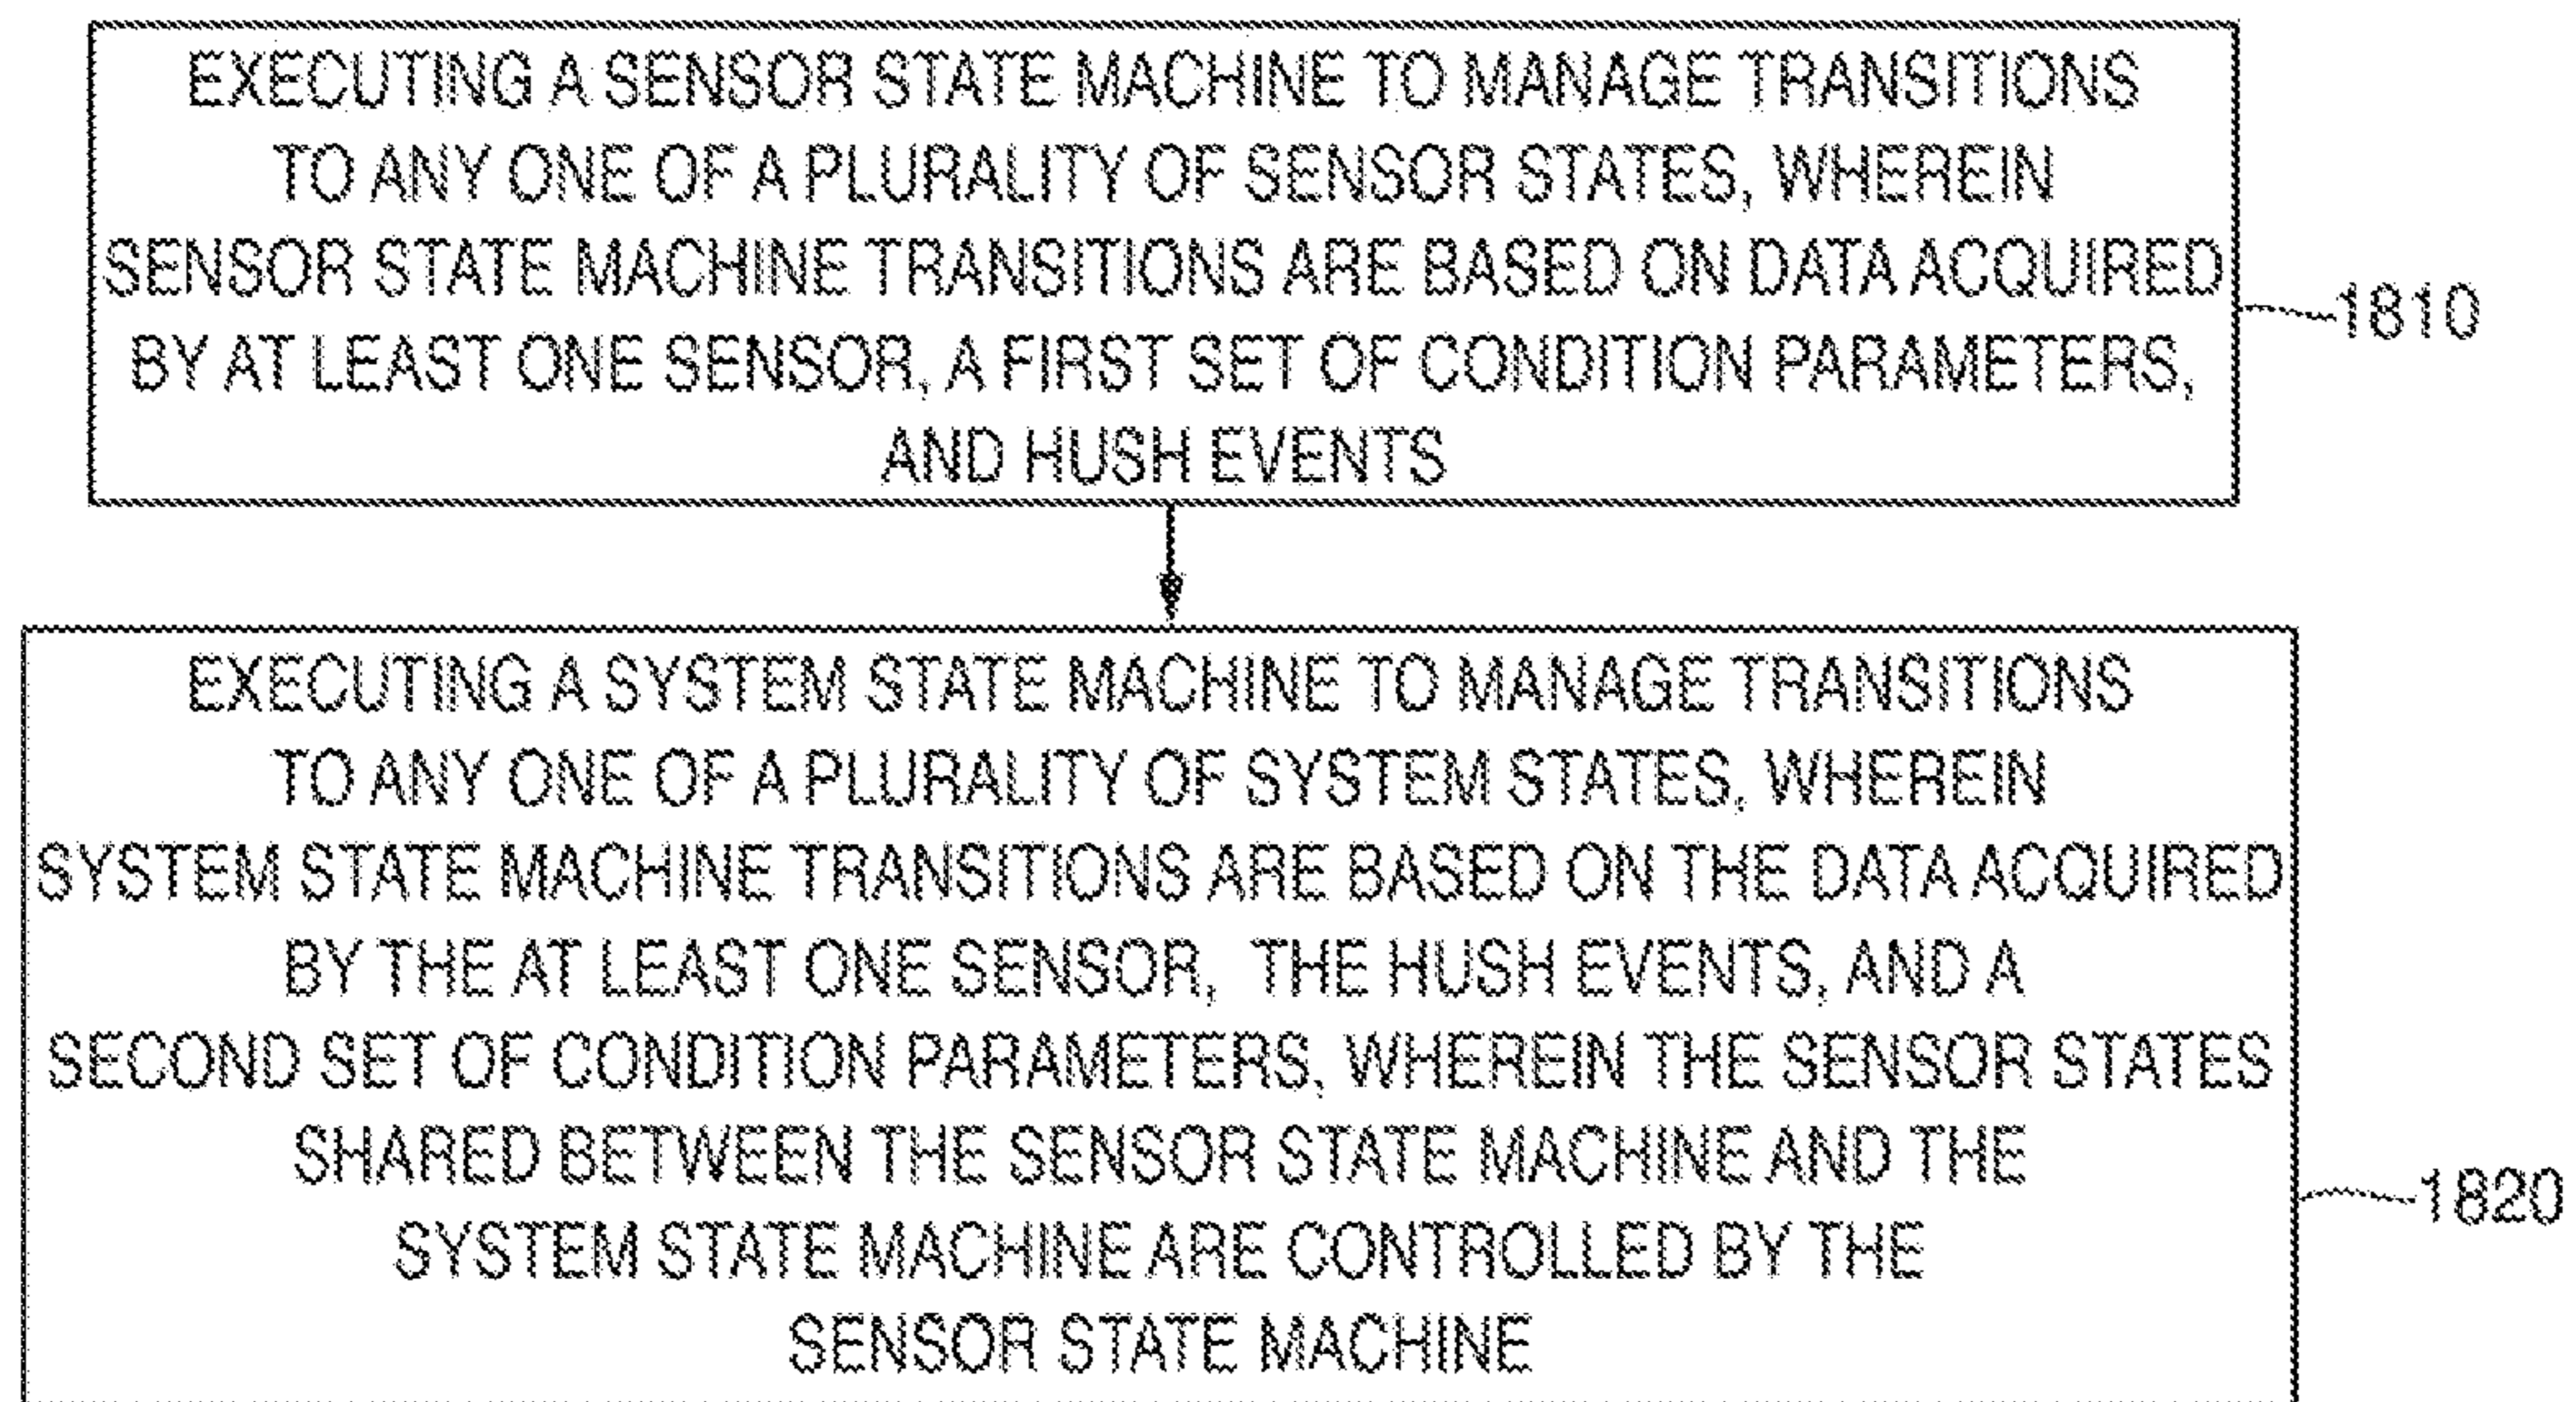 EXECUTING A SENSOR STATE MACHINE TO MANAGE TRANSITIONS
TO ANY ONE OF A PLURALITY OF SENSOR STATES, WHEREIN
SENSOR STATE MACHINE TRANSITIONS ARE BASED ON DATA ACQUIRED
BY AT LEAST ONE SENSOR, A FIRST SET OF CONDITION PARAMETERS,
AND HUSH EVENTS
1810
EXECUTING A SYSTEM STATE MACHINE TO MANAGE TRANSITIONS
TO ANY ONE OF A PLURALITY OF SYSTEM STATES, WHEREIN
SYSTEM STATE MACHINE TRANSITIONS ARE BASED ON THE DATA ACQUIRED
BY THE AT LEAST ONE SENSOR, THE HUSH EVENTS, AND A
SECOND SET OF CONDITION PARAMETERS, WHEREIN THE SENSOR STATES
SHARED BETWEEN THE SENSOR STATE MACHINE AND THE
SYSTEM STATE MACHINE ARE CONTROLLED BY THE
SENSOR STATE MACHINE
1820